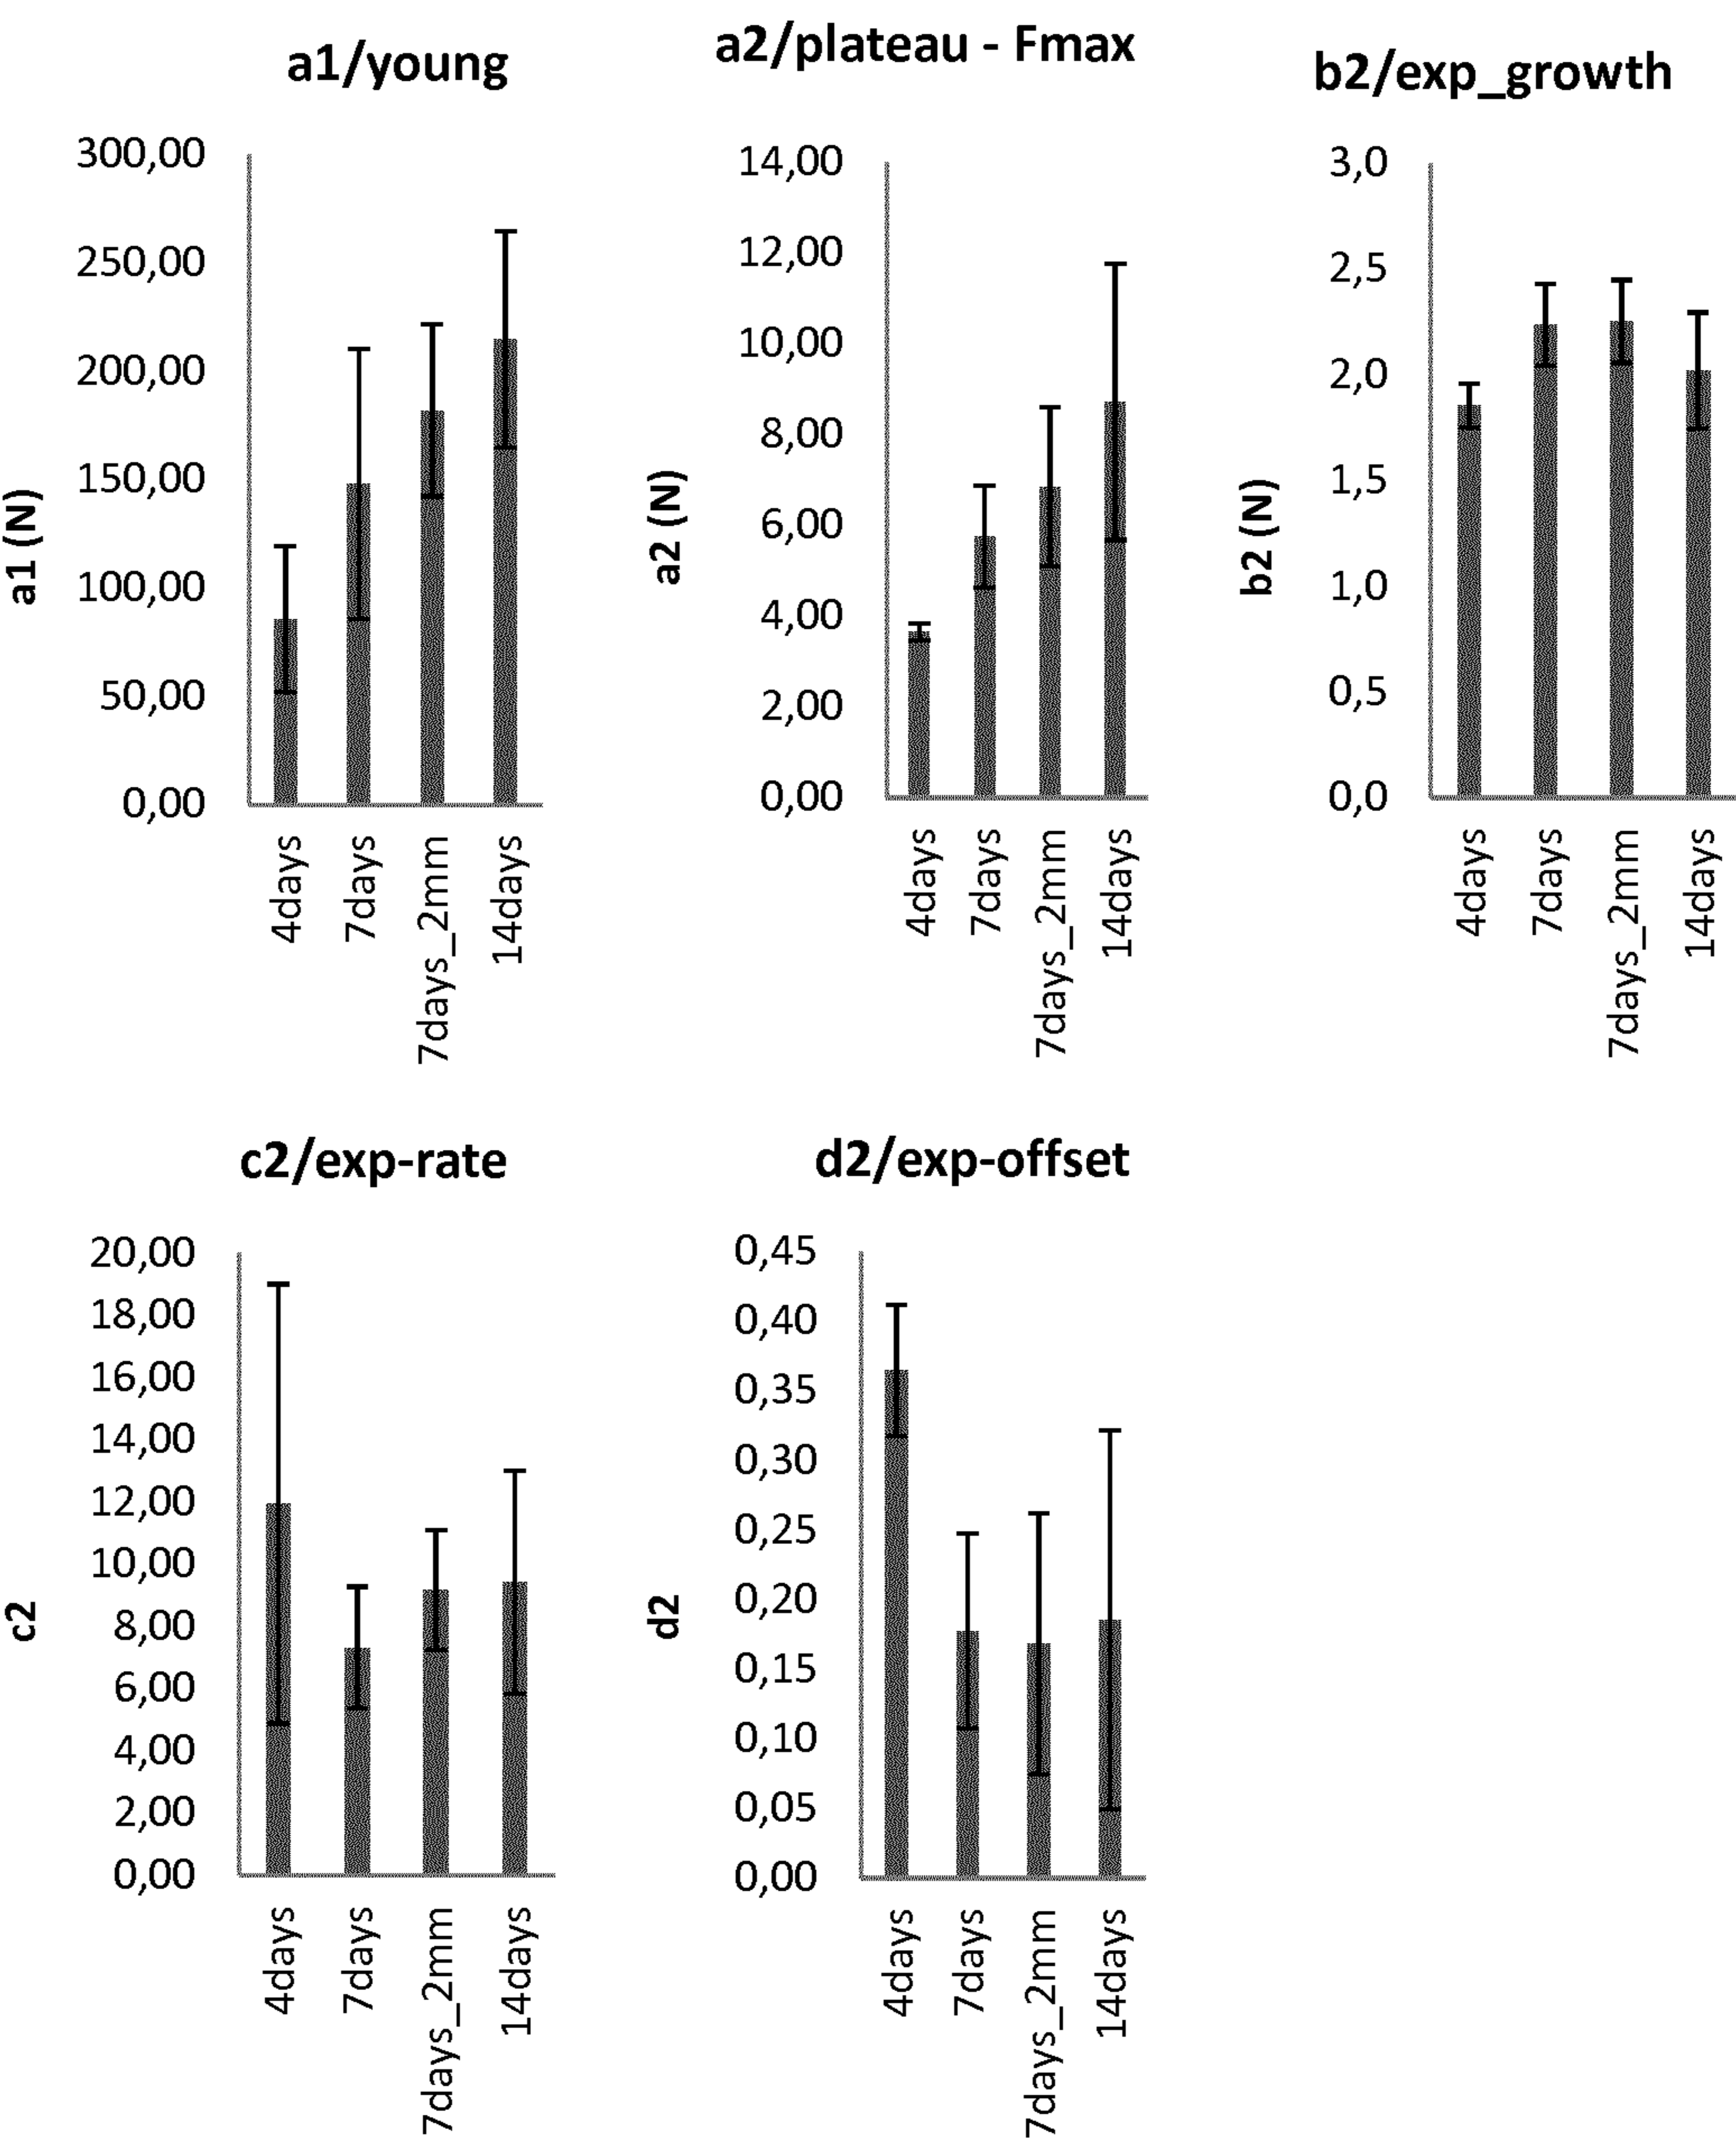 a1/young
a2/plateau - Fmax
b2/exp_growth
a1 (N)
300,00
250,00
200,00
150,00
100,00
50,00
0,00
4days
7days
7days_2mm
14days
a2 (N)
14,00
12,00
10,00
8,00
6,00
4,00
2,00
0,00
4days
7days
7days_2mm
14days
b2 (N)
3,0
2,5
2,0
1,5
1,0
0,5
0,0
4days
7days
7days_2mm
14days
c2/exp-rate
d2/exp-offset
c2
20,00
18,00
16,00
14,00
12,00
10,00
8,00
6,00
4,00
2,00
0,00
4days
7days
7days_2mm
14days
d2
0,45
0,40
0,35
0,30
0,25
0,20
0,15
0,10
0,05
0,00
4days
7days
7days_2mm
14days